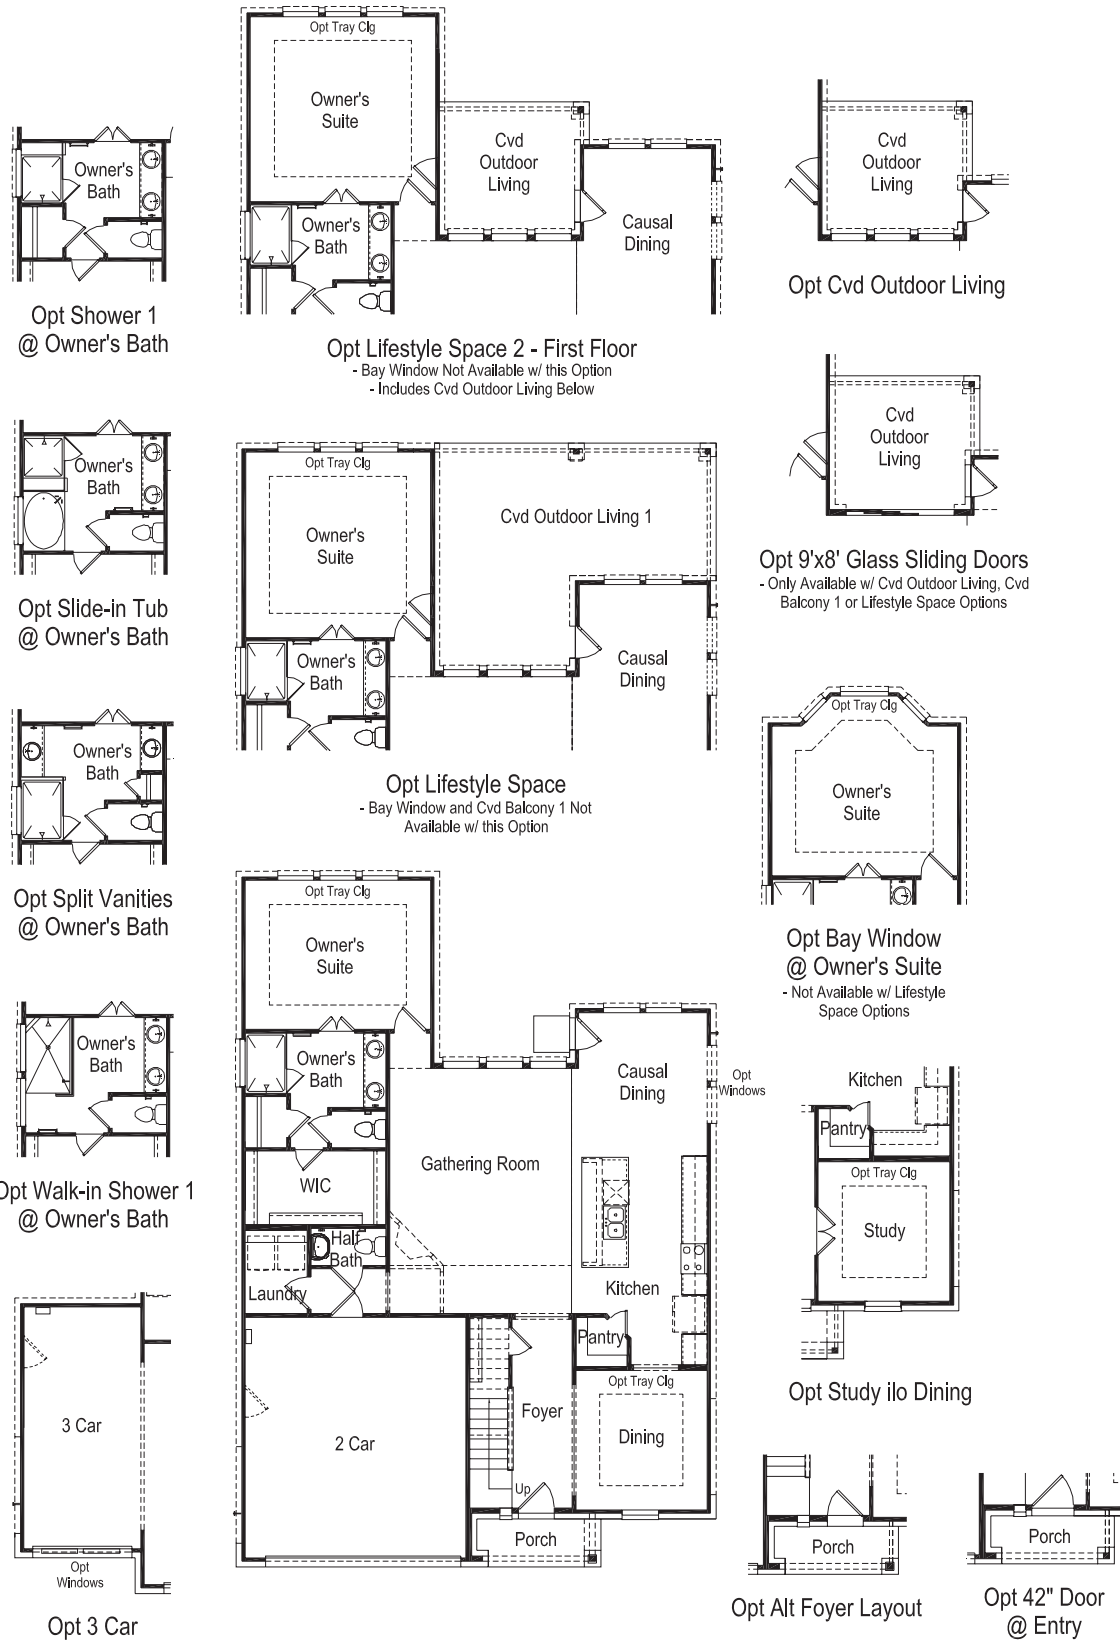 Owner's
Bath
Opt Shower 1
@ Owner's Bath
Owner's
Bath
Opt Slide-in Tub
@ Owner's Bath
Owner's
Bath
Opt Split Vanities
@ Owner's Bath
Owner's
Bath
Opt Walk-in Shower 1
@ Owner's Bath
3 Car
Opt
Windows
Opt 3 Car
Opt Tray Clg
Owner's
Suite
Cvd
Outdoor
Living
Owner's
Bath
Causal
Dining
Opt Lifestyle Space 2 - First Floor
- Bay Window Not Available w/ this Option
- Includes Cvd Outdoor Living Below
Opt Tray Clg
Owner's
Suite
Cvd Outdoor Living 1
Owner's
Bath
Causal
Dining
Opt Lifestyle Space
- Bay Window and Cvd Balcony 1 Not
Available w/ this Option
Opt Tray Clg
Owner's
Suite
Owner's
Bath
Causal
Dining
Opt
Windows
Gathering Room
WIC
Half
Bath
Laundry
Kitchen
Pantry
Opt Tray Clg
Foyer
Dining
2 Car
Up
Porch
Cvd
Outdoor
Living
Opt Cvd Outdoor Living
Cvd
Outdoor
Living
Opt 9'x8' Glass Sliding Doors
- Only Available w/ Cvd Outdoor Living, Cvd
Balcony 1 or Lifestyle Space Options
Opt Tray Clg
Owner's
Suite
Opt Bay Window
@ Owner's Suite
- Not Available w/ Lifestyle
Space Options
Kitchen
Pantry
Opt Tray Clg
Study
Opt Study ilo Dining
Porch
Opt Alt Foyer Layout
Porch
Opt 42" Door
@ Entry